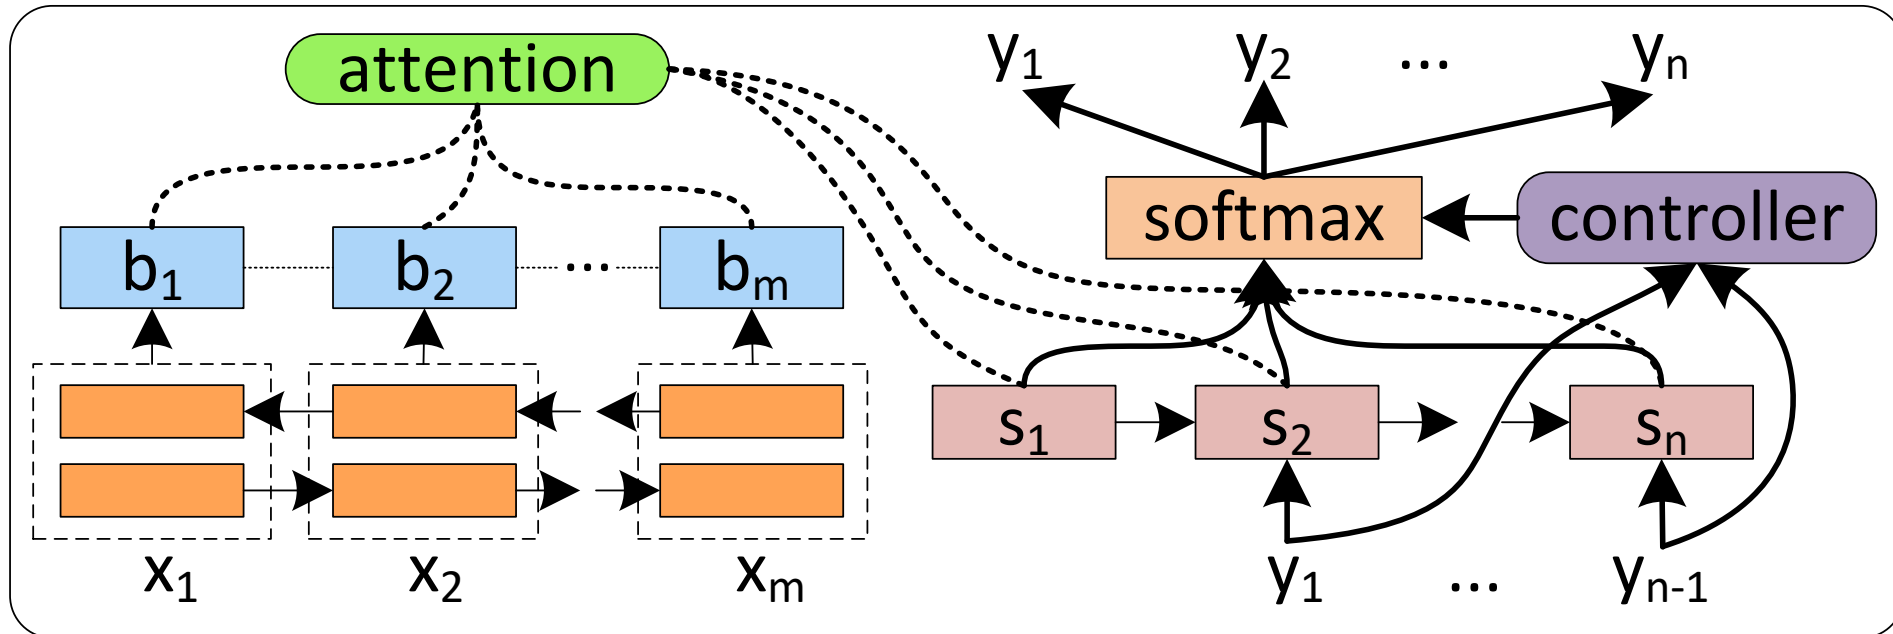 attention
y1 y2 ... yn
softmax
controller
b1 b2 ... bm
s1 s2 sn
x1 x2 xm
y1 ... yn-1